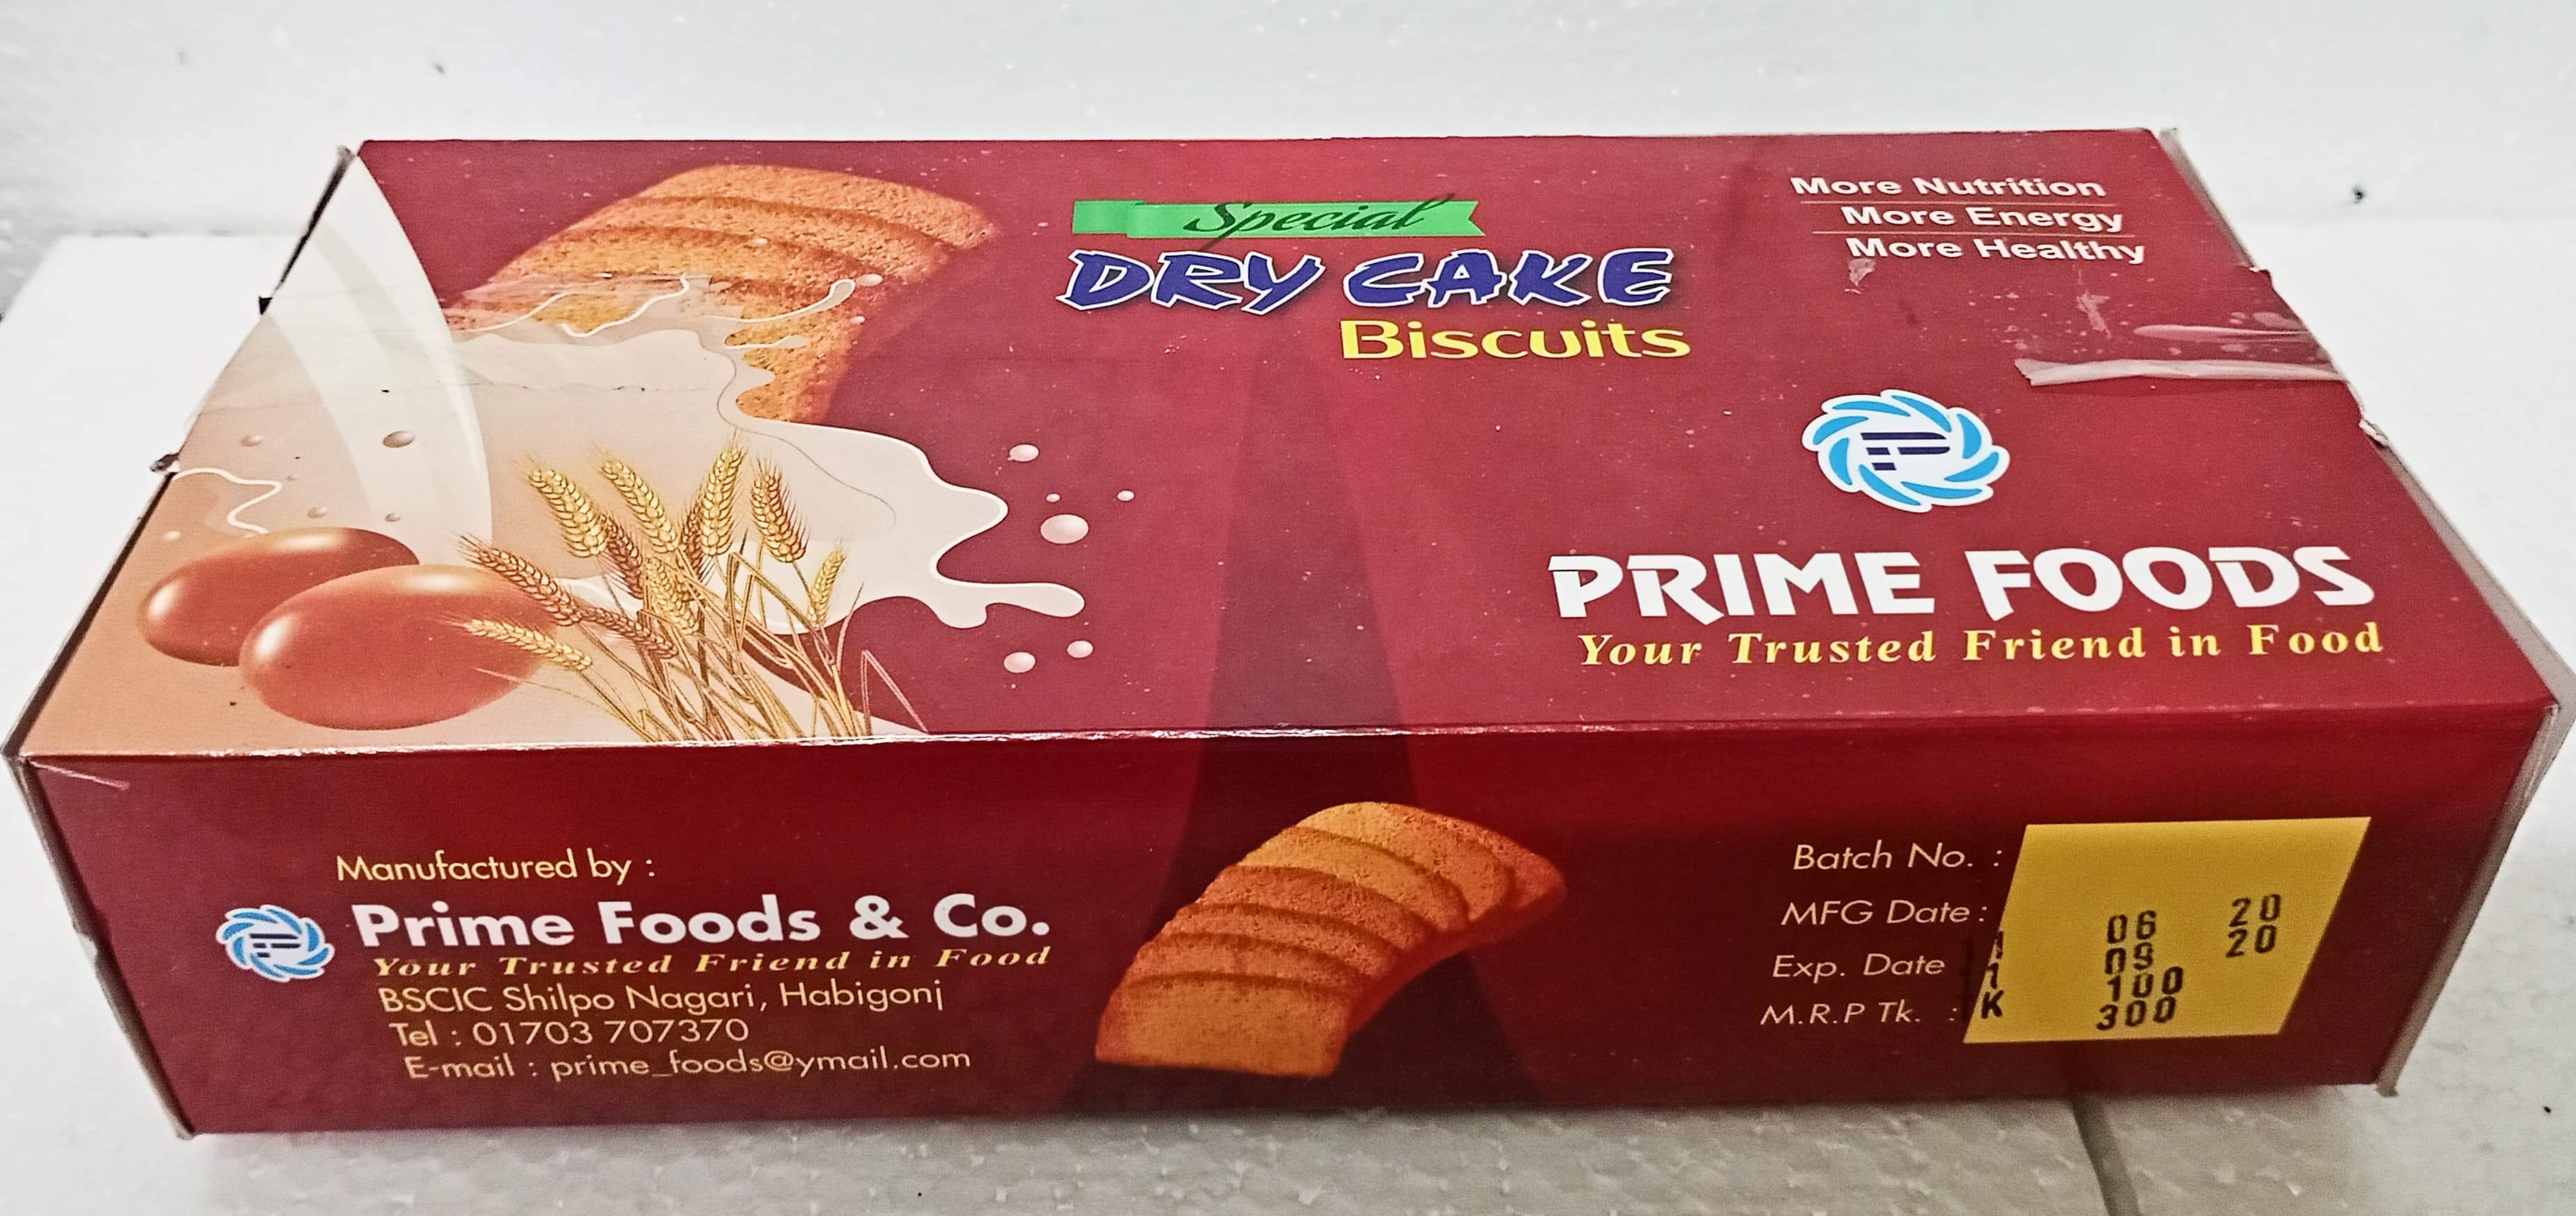 Special
DRY CAKE
Biscuits
More Nutrition
More Energy
More Healthy
P
PRIME FOODS
Your Trusted Friend in Food
Manufactured by :
P
Prime Foods & Co.
Your Trusted Friend in Food
BSCIC Shilpo Nagari, Habigonj
Tel : 01703 707370
E-mail : prime_foods@ymail.com
Batch No. :
MFG Date : 06 20
Exp. Date 09 20
100
M.R.P Tk. : K 300